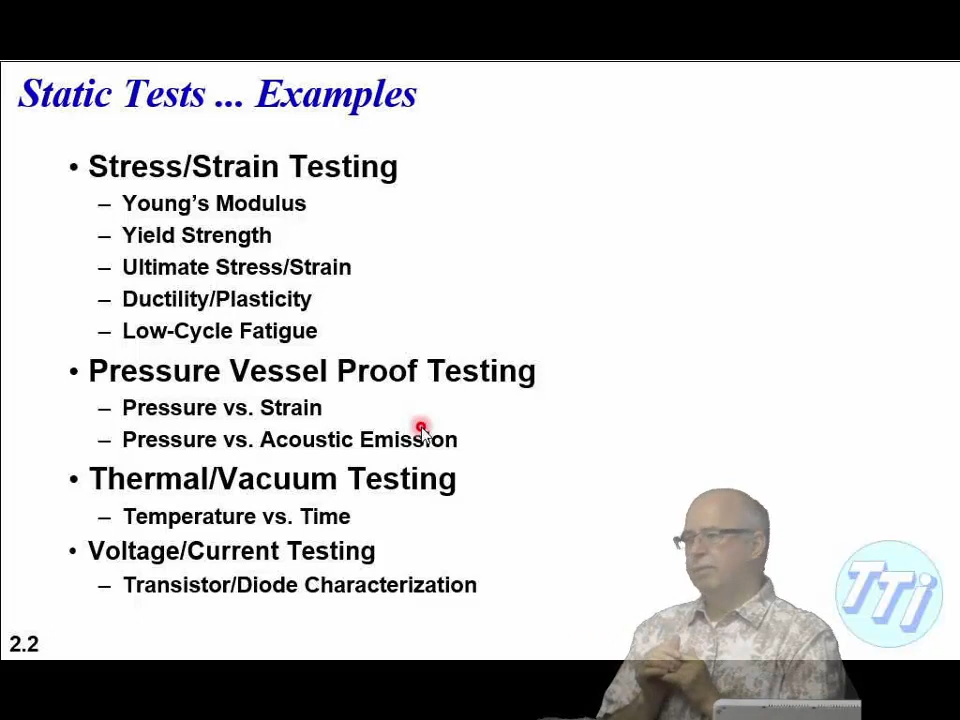 Static Tests ... Examples
• Stress/Strain Testing
– Young's Modulus
– Yield Strength
– Ultimate Stress/Strain
– Ductility/Plasticity
– Low-Cycle Fatigue
• Pressure Vessel Proof Testing
– Pressure vs. Strain
– Pressure vs. Acoustic Emission
• Thermal/Vacuum Testing
– Temperature vs. Time
• Voltage/Current Testing
– Transistor/Diode Characterization
TTi
2.2